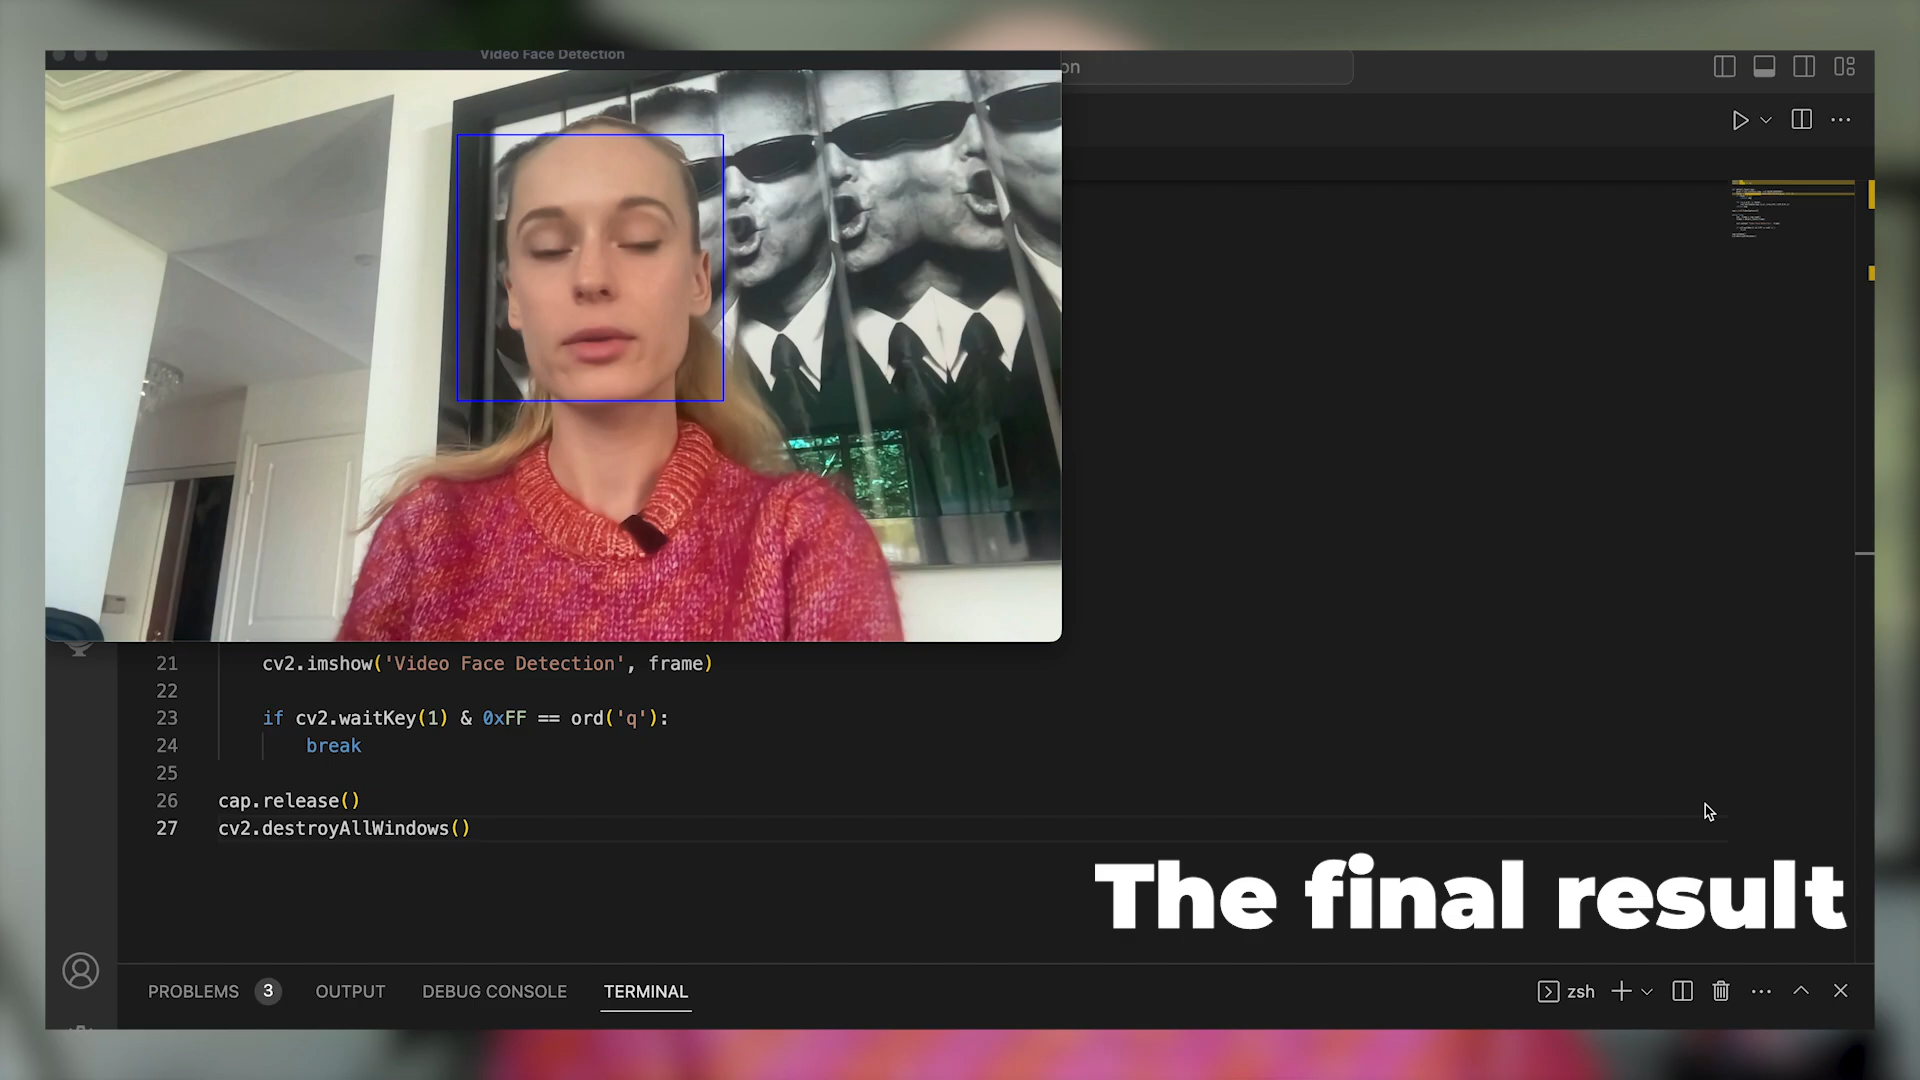 Video Face Detection
on
21 cv2.imshow('Video Face Detection', frame)
22
23 if cv2.waitKey(1) & 0xFF == ord('q'):
24 break
25
26 cap.release()
27 cv2.destroyAllWindows()
The final result
PROBLEMS 3 OUTPUT DEBUG CONSOLE TERMINAL zsh